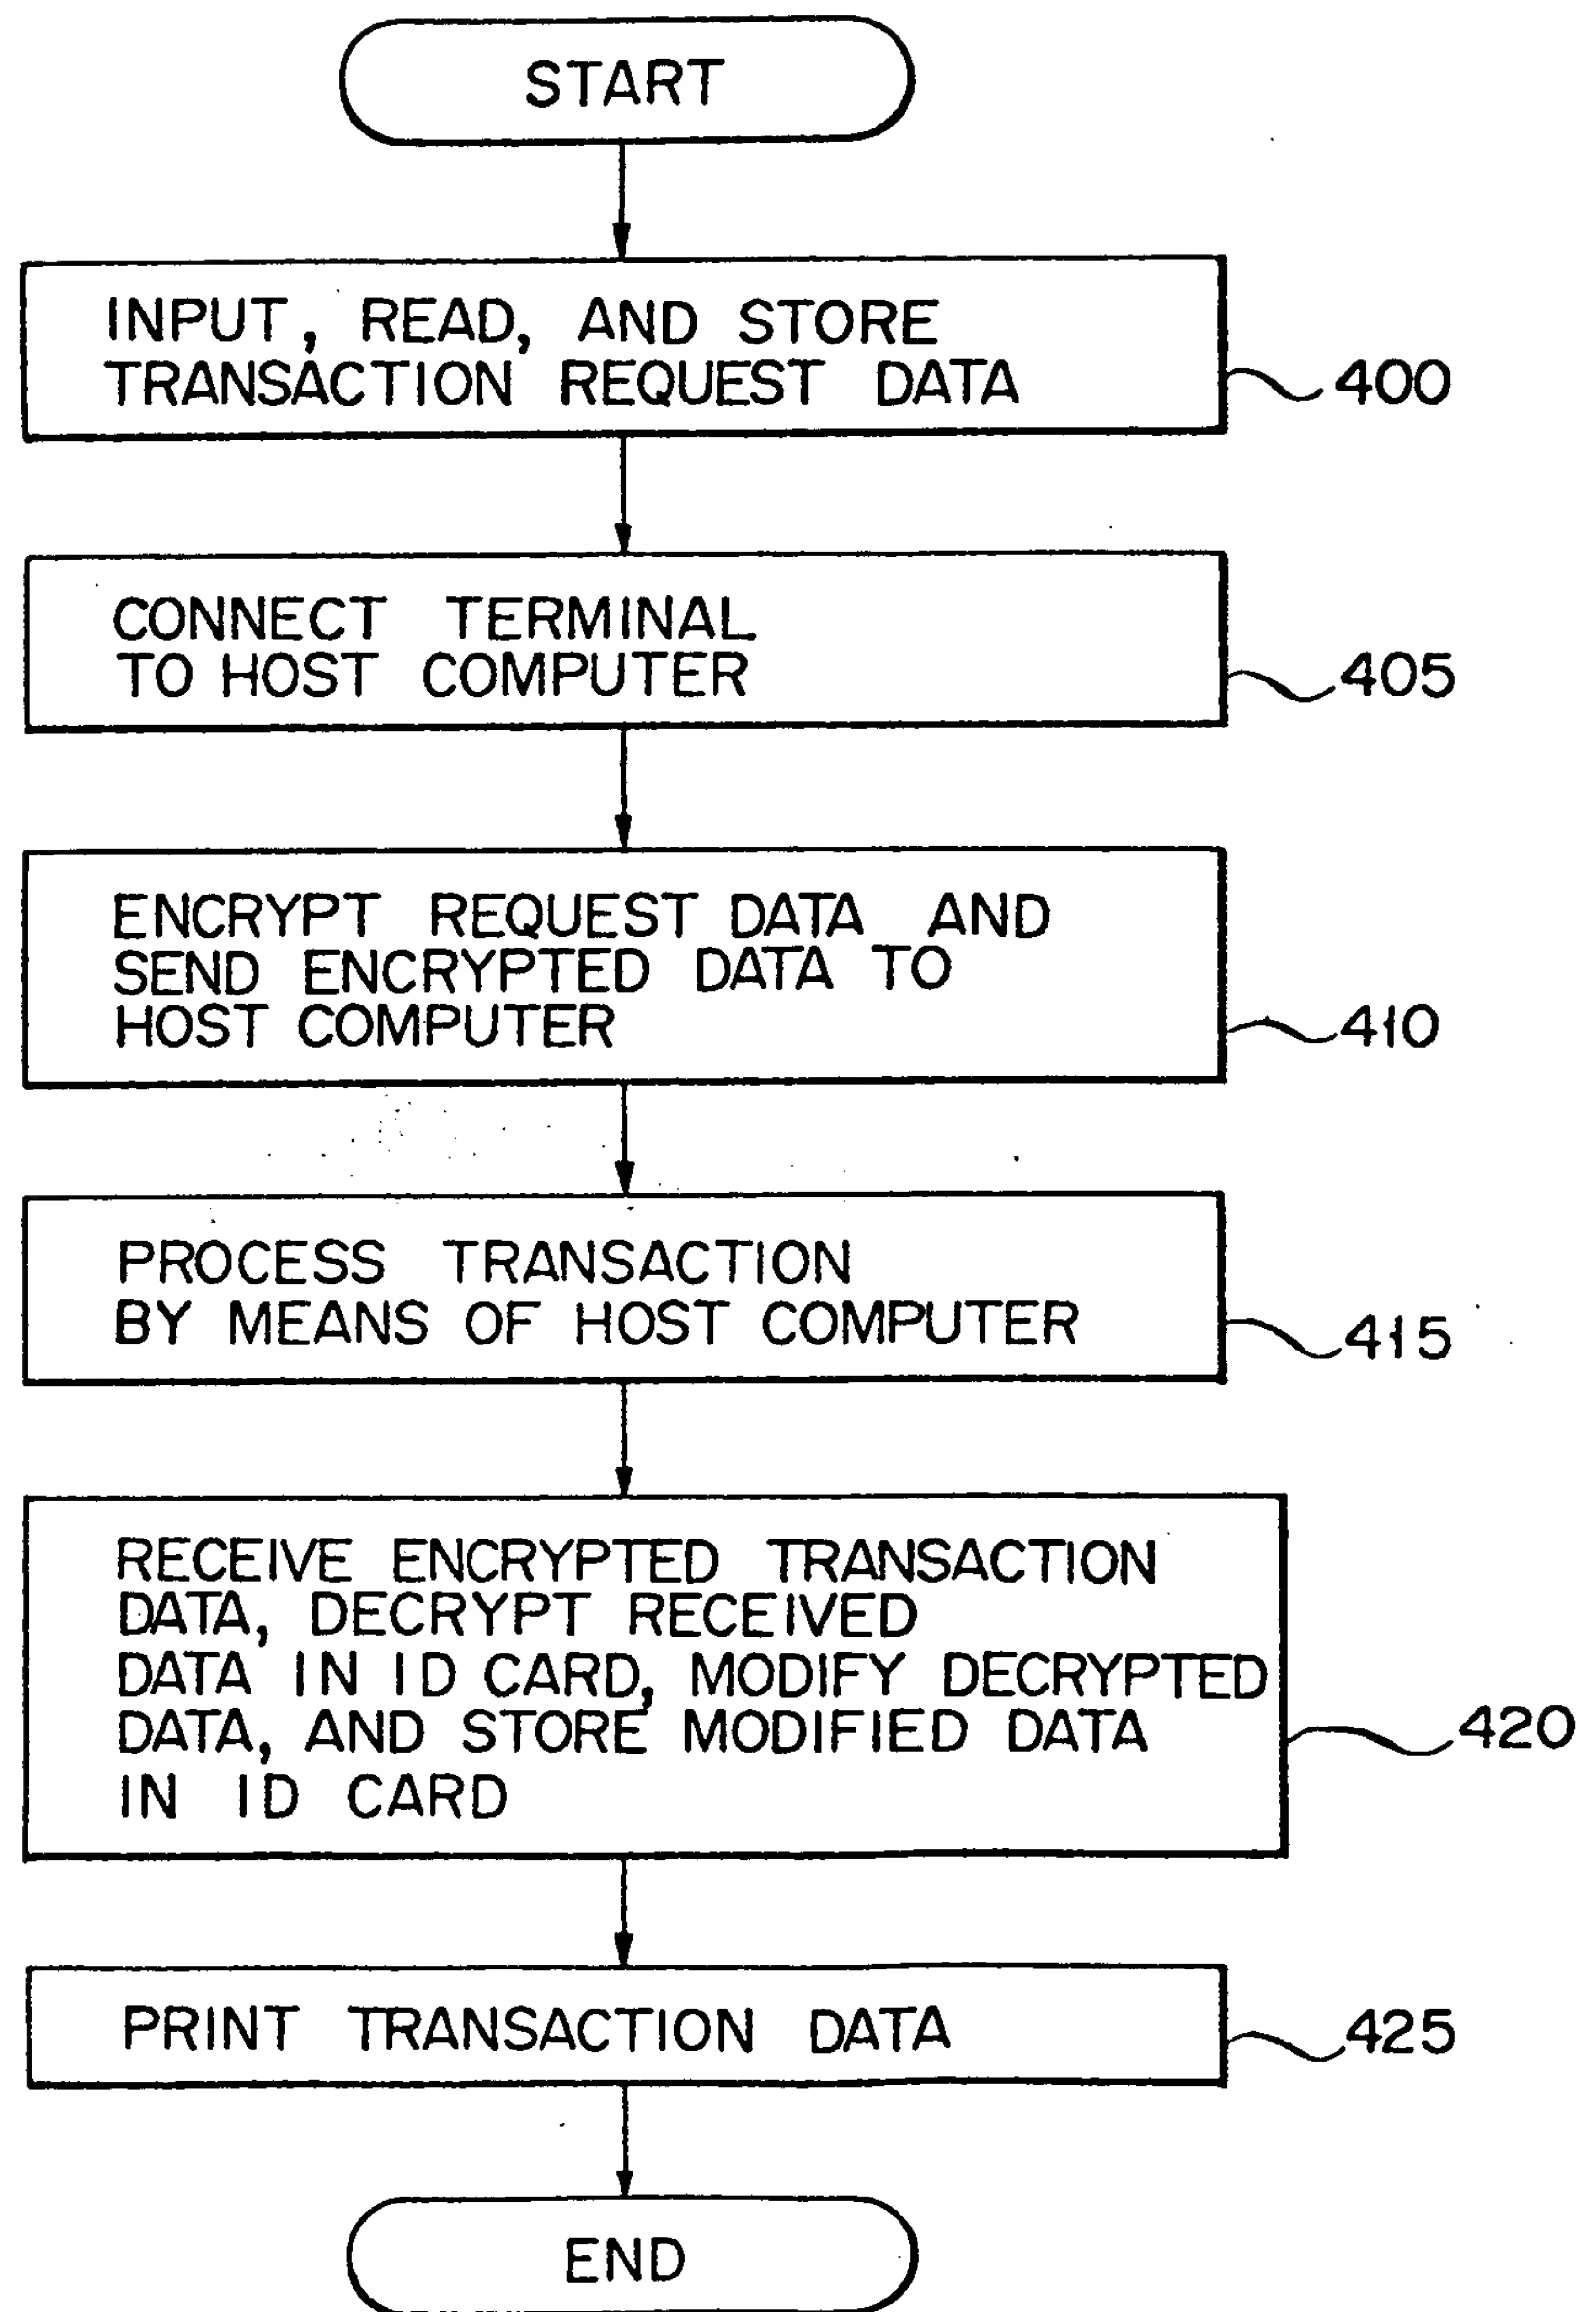 START
INPUT, READ, AND STORE
TRANSACTION REQUEST DATA
400
CONNECT TERMINAL
TO HOST COMPUTER
405
ENCRYPT REQUEST DATA AND
SEND ENCRYPTED DATA TO
HOST COMPUTER
410
PROCESS TRANSACTION
BY MEANS OF HOST COMPUTER
415
RECEIVE ENCRYPTED TRANSACTION
DATA, DECRYPT RECEIVED
DATA IN ID CARD, MODIFY DECRYPTED
DATA, AND STORE MODIFIED DATA
IN ID CARD
420
PRINT TRANSACTION DATA
425
END